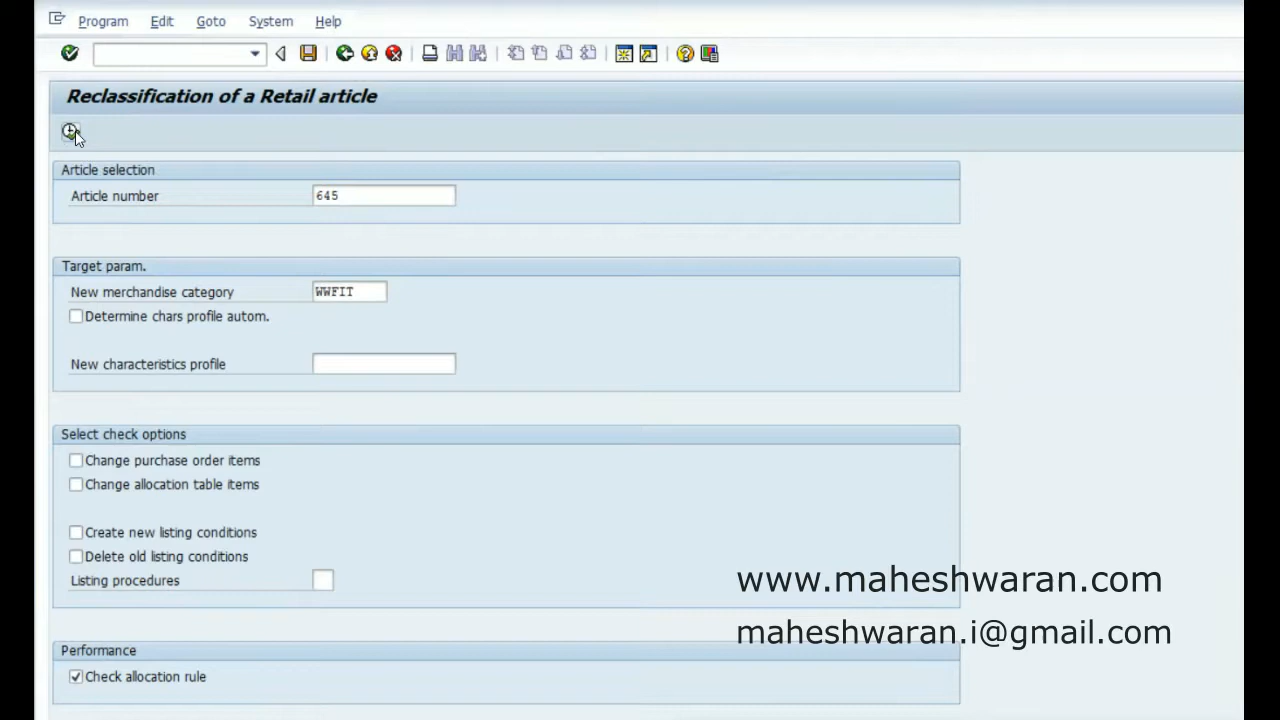 Program Edit Goto System Help
Reclassification of a Retail article
Article selection
Article number 645
Target param.
New merchandise category WWFIT
Determine chars profile autom.
New characteristics profile
Select check options
Change purchase order items
Change allocation table items
Create new listing conditions
Delete old listing conditions
Listing procedures
www.maheshwaran.com
maheshwaran.i@gmail.com
Performance
Check allocation rule